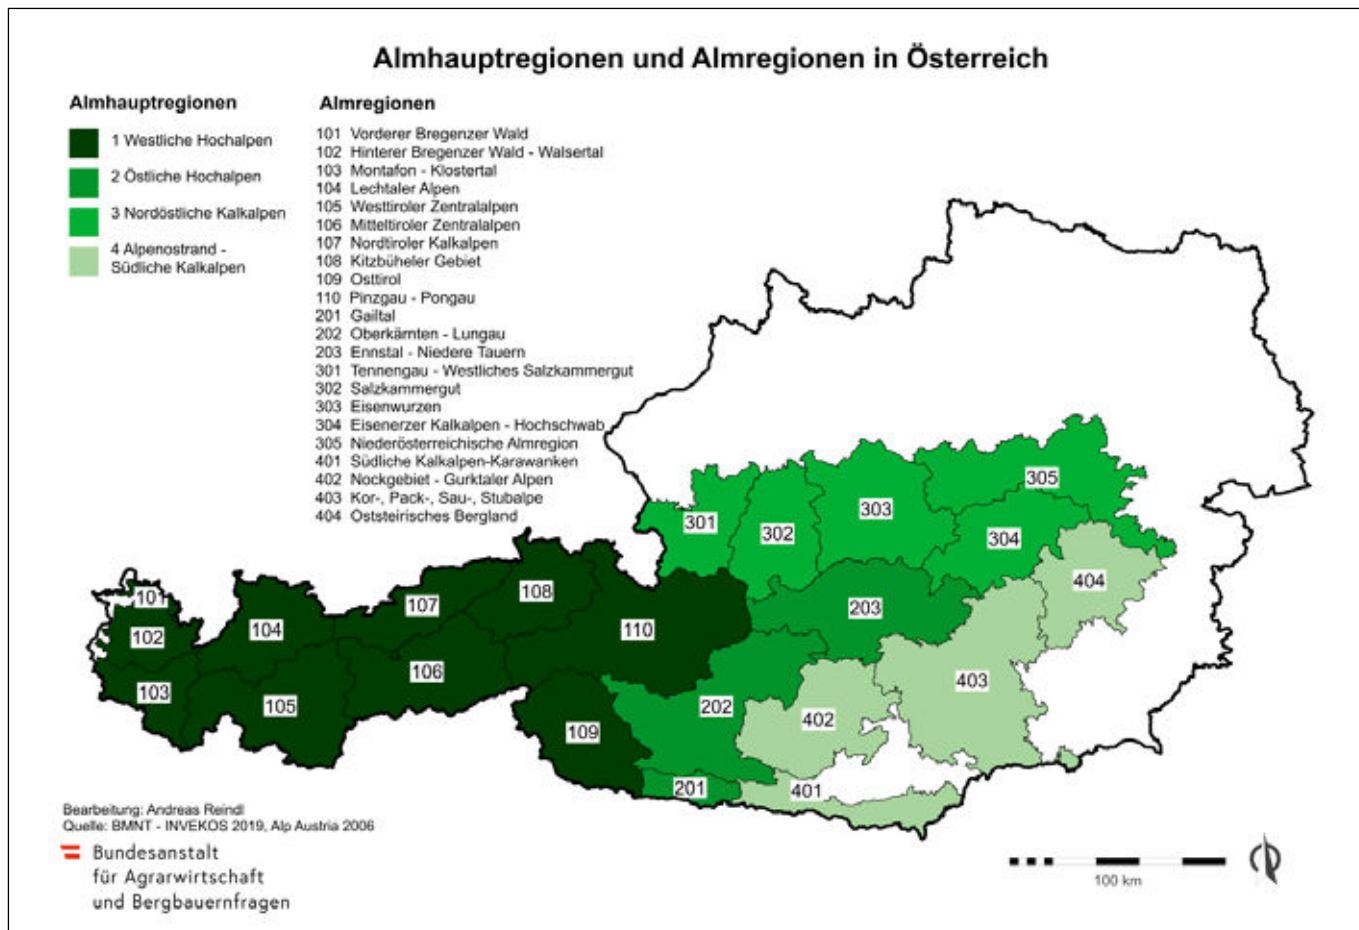 Almhauptregionen und Almregionen in Österreich
Almhauptregionen
1 Westliche Hochalpen
2 Östliche Hochalpen
3 Nordöstliche Kalkalpen
4 Alpenostrand -
Südliche Kalkalpen
Almregionen
101 Vorderer Bregenzer Wald
102 Hinterer Bregenzer Wald - Walsertal
103 Montafon - Klostertal
104 Lechtaler Alpen
105 Westtiroler Zentralalpen
106 Mitteltiroler Zentralalpen
107 Nordtiroler Kalkalpen
108 Kitzbüheler Gebiet
109 Osttirol
110 Pinzgau - Pongau
201 Gailtal
202 Oberkärnten - Lungau
203 Ennstal - Niedere Tauern
301 Tennengau - Westliches Salzkammergut
302 Salzkammergut
303 Eisenwurzen
304 Eisenerzer Kalkalpen - Hochschwab
305 Niederösterreichische Almregion
401 Südliche Kalkalpen-Karawanken
402 Nockgebiet - Gurktaler Alpen
403 Kor-, Pack-, Sau-, Stubalpe
404 Oststeirisches Bergland
305
303
301
302
304
404
101
108
107
203
104
110
102
106
403
103
105
202
402
109
201
401
Bearbeitung: Andreas Reindl
Quelle: BMNT - INVEKOS 2019, Alp Austria 2006
Bundesanstalt
für Agrarwirtschaft
und Bergbauernfragen
100 km